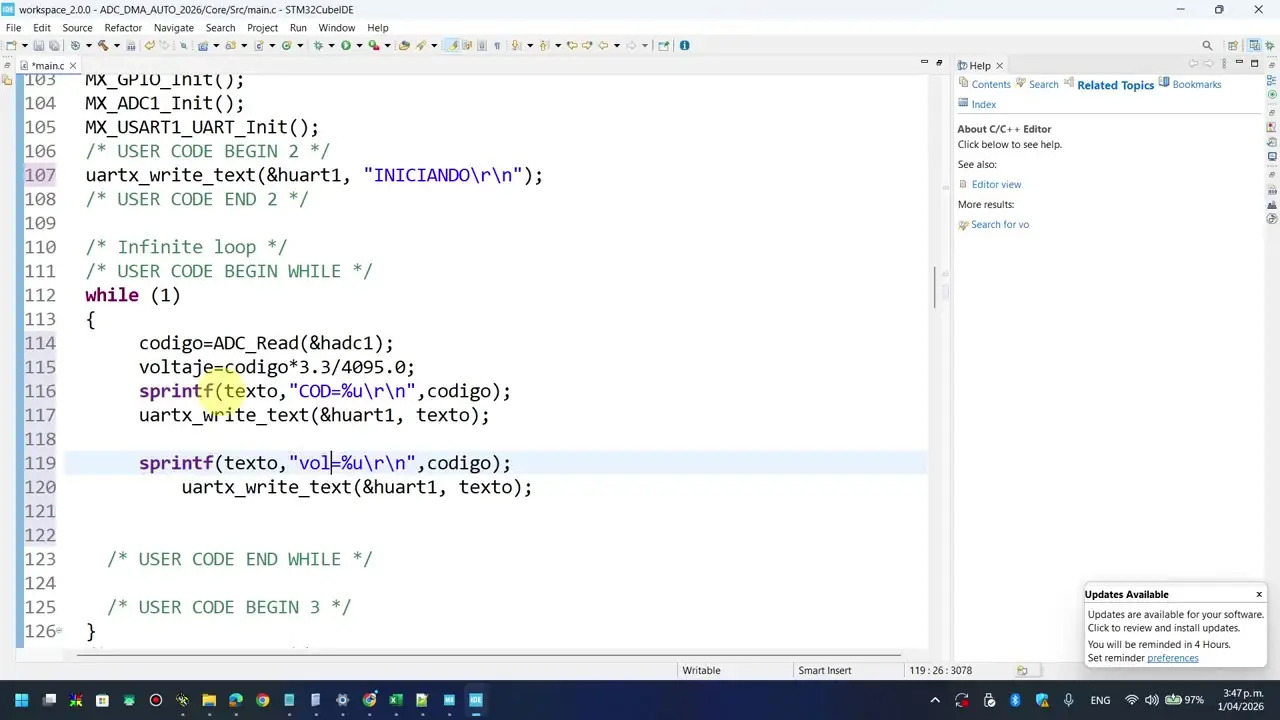 workspace_2.0.0 - ADC_DMA_AUTO_2026/Core/Src/main.c - STM32CubeIDE
File Edit Source Refactor Navigate Search Project Run Window Help
*main.c
103 MX_GPIO_Init();
104 MX_ADC1_Init();
105 MX_USART1_UART_Init();
106 /* USER CODE BEGIN 2 */
107 uartx_write_text(&huart1, "INICIANDO\r\n");
108 /* USER CODE END 2 */
109
110 /* Infinite loop */
111 /* USER CODE BEGIN WHILE */
112 while (1)
113 {
114 codigo=ADC_Read(&hadc1);
115 voltaje=codigo*3.3/4095.0;
116 sprintf(texto,"COD=%u\r\n",codigo);
117 uartx_write_text(&huart1, texto);
118
119 sprintf(texto,"vol=%u\r\n",codigo);
120 uartx_write_text(&huart1, texto);
121
122
123 /* USER CODE END WHILE */
124
125 /* USER CODE BEGIN 3 */
126 }
Writable Smart Insert 119 : 26 : 3078
Help
Contents Search Related Topics Bookmarks
Index
About C/C++ Editor
Click below to see help.
See also:
Editor view
More results:
Search for vo
Updates Available x
Updates are available for your software.
Click to review and install updates.
You will be reminded in 4 Hours.
Set reminder preferences
IDE
ENG 97% 3:47 p.m.
1/04/2026